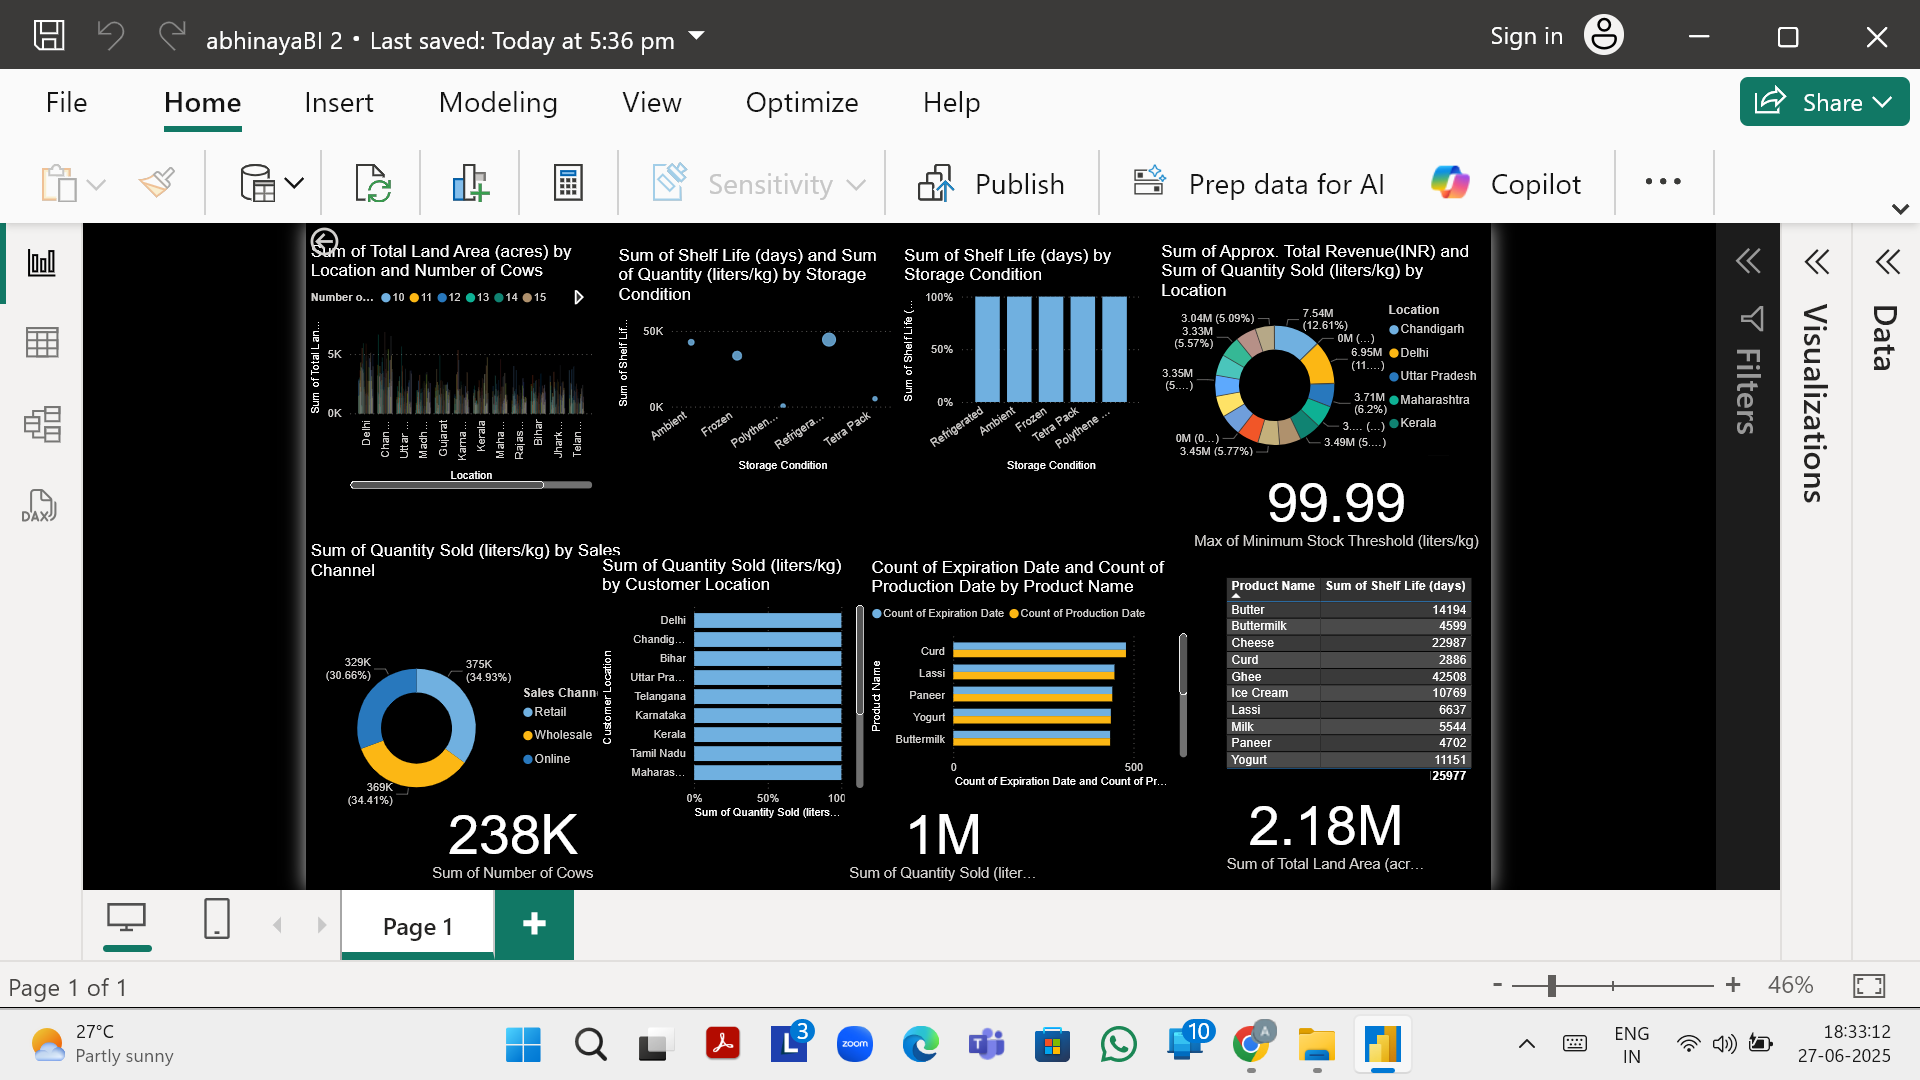 abhinayaBI 2 • Last saved: Today at 5:36 pm
Sign in
File Home Insert Modeling View Optimize Help
Share
Sensitivity
Publish
Prep data for AI
Copilot
Sum of Total Land Area (acres) by
Location and Number of Cows
Number o... 10 11 12 13 14 15
Sum of Total Lan...
5K
0K
Delhi
Chan...
Uttar ...
Madh...
Gujarat
Karna...
Kerala
Maha...
Rajas...
Bihar
Jhark...
Telan...
Location
Sum of Shelf Life (days) and Sum
of Quantity (liters/kg) by Storage
Condition
Sum of Shelf Lif...
50K
0K
Ambient
Frozen
Polythen...
Refrigera...
Tetra Pack
Storage Condition
Sum of Shelf Life (days) by
Storage Condition
Sum of Shelf Life (...
100%
50%
0%
Refrigerated
Ambient
Frozen
Tetra Pack
Polythene ...
Storage Condition
Sum of Approx. Total Revenue(INR) and
Sum of Quantity Sold (liters/kg) by
Location
3.04M (5.09%)
3.33M
(5.57%)
3.35M
(5....)
0M (0...)
3.45M (5.77%)
7.54M
(12.61%)
0M (...)
6.95M
(11....)
3.71M
(6.2%)
3.... (...)
3.49M (5....)
Location
Chandigarh
Delhi
Uttar Pradesh
Maharashtra
Kerala
99.99
Max of Minimum Stock Threshold (liters/kg)
Sum of Quantity Sold (liters/kg) by Sales
Channel
329K
(30.66%)
375K
(34.93%)
369K
(34.41%)
Sales Chann
Retail
Wholesale
Online
Sum of Quantity Sold (liters/kg)
by Customer Location
Customer Location
Delhi
Chandig...
Bihar
Uttar Pra...
Telangana
Karnataka
Kerala
Tamil Nadu
Maharas...
0% 50% 100
Sum of Quantity Sold (liters...
Count of Expiration Date and Count of
Production Date by Product Name
Count of Expiration Date Count of Production Date
Product Name
Curd
Lassi
Paneer
Yogurt
Buttermilk
0 500
Count of Expiration Date and Count of Pr...
Product Name Sum of Shelf Life (days)
Butter 14194
Buttermilk 4599
Cheese 22987
Curd 2886
Ghee 42508
Ice Cream 10769
Lassi 6637
Milk 5544
Paneer 4702
Yogurt 11151
25977
238K
Sum of Number of Cows
1M
Sum of Quantity Sold (liter...
2.18M
Sum of Total Land Area (acr...
Filters
Visualizations
Data
DAX
Page 1
Page 1 of 1
- + 46%
27°C
Partly sunny
L
3
zoom
10
A
ENG
IN
18:33:12
27-06-2025